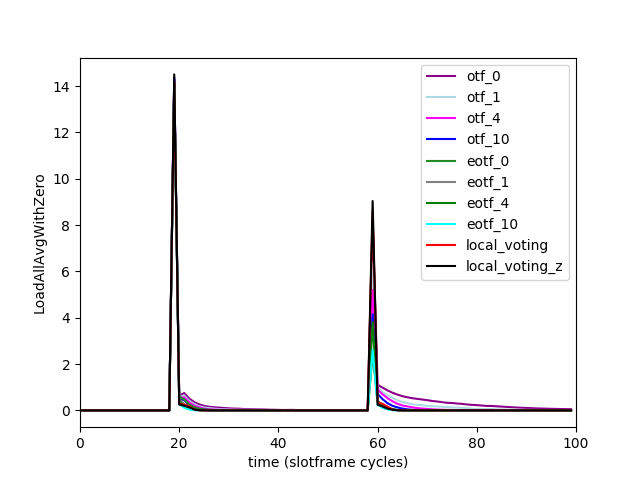 LoadAllAvgWithZero
14
12
10
8
6
4
2
0
0 20 40 60 80 100
time (slotframe cycles)
otf_0
otf_1
otf_4
otf_10
eotf_0
eotf_1
eotf_4
eotf_10
local_voting
local_voting_z